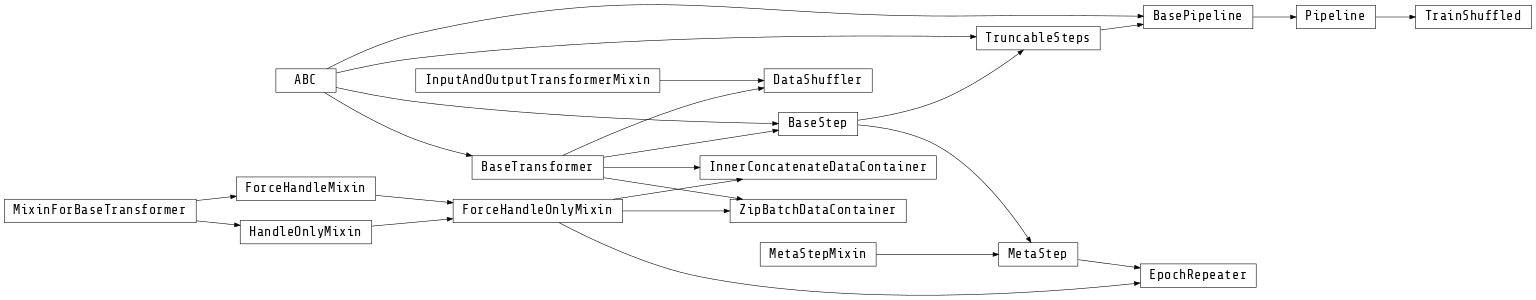 BasePipeline
Pipeline
TrainShuffled
TruncableSteps
ABC
InputAndOutputTransformerMixin
DataShuffler
BaseStep
BaseTransformer
InnerConcatenateDataContainer
ForceHandleMixin
MixinForBaseTransformer
ForceHandleOnlyMixin
ZipBatchDataContainer
HandleOnlyMixin
MetaStepMixin
MetaStep
EpochRepeater